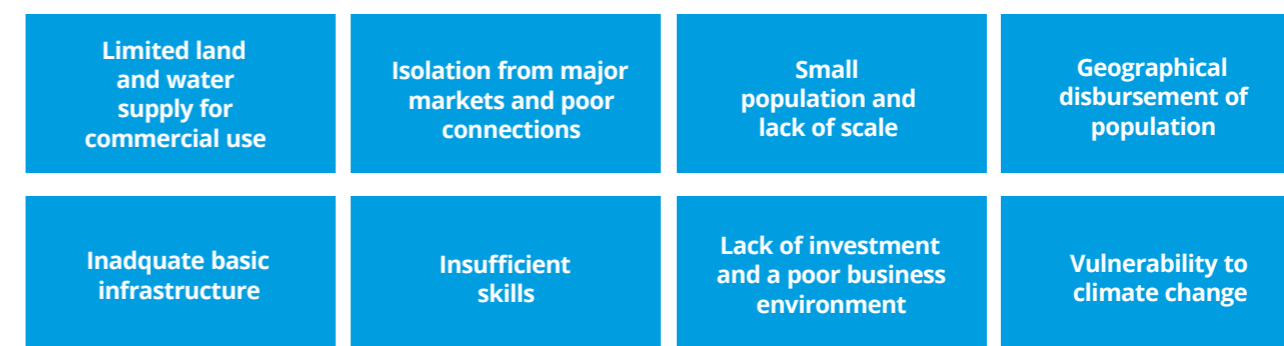 Limited land
and water
supply for
commercial use
Isolation from major
markets and poor
connections
Small
population and
lack of scale
Geographical
disbursement of
population
Inadquate basic
infrastructure
Insufficient
skills
Lack of investment
and a poor business
environment
Vulnerability to
climate change